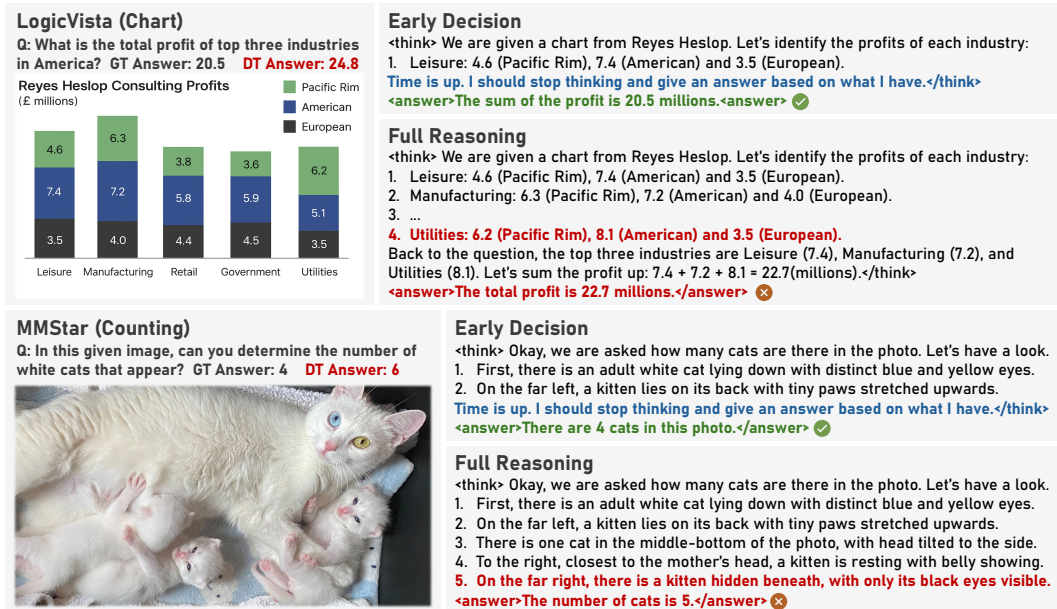 LogicVista (Chart)
Q: What is the total profit of top three industries
in America? GT Answer: 20.5 DT Answer: 24.8
Reyes Heslop Consulting Profits
(£ millions)
Pacific Rim
American
European
4.6
7.4
3.5
6.3
7.2
4.0
3.8
5.8
4.4
3.6
5.9
4.5
6.2
5.1
3.5
Leisure Manufacturing Retail Government Utilities
Early Decision
<think> We are given a chart from Reyes Heslop. Let's identify the profits of each industry:
1. Leisure: 4.6 (Pacific Rim), 7.4 (American) and 3.5 (European).
Time is up. I should stop thinking and give an answer based on what I have.</think>
<answer>The sum of the profit is 20.5 millions.<answer>
Full Reasoning
<think> We are given a chart from Reyes Heslop. Let's identify the profits of each industry:
1. Leisure: 4.6 (Pacific Rim), 7.4 (American) and 3.5 (European).
2. Manufacturing: 6.3 (Pacific Rim), 7.2 (American) and 4.0 (European).
3. ...
4. Utilities: 6.2 (Pacific Rim), 8.1 (American) and 3.5 (European).
Back to the question, the top three industries are Leisure (7.4), Manufacturing (7.2), and
Utilities (8.1). Let's sum the profit up: 7.4 + 7.2 + 8.1 = 22.7(millions).</think>
<answer>The total profit is 22.7 millions.</answer>
MMStar (Counting)
Q: In this given image, can you determine the number of
white cats that appear? GT Answer: 4 DT Answer: 6
Early Decision
<think> Okay, we are asked how many cats are there in the photo. Let's have a look.
1. First, there is an adult white cat lying down with distinct blue and yellow eyes.
2. On the far left, a kitten lies on its back with tiny paws stretched upwards.
Time is up. I should stop thinking and give an answer based on what I have.</think>
<answer>There are 4 cats in this photo.</answer>
Full Reasoning
<think> Okay, we are asked how many cats are there in the photo. Let's have a look.
1. First, there is an adult white cat lying down with distinct blue and yellow eyes.
2. On the far left, a kitten lies on its back with tiny paws stretched upwards.
3. There is one cat in the middle-bottom of the photo, with head tilted to the side.
4. To the right, closest to the mother's head, a kitten is resting with belly showing.
5. On the far right, there is a kitten hidden beneath, with only its black eyes visible.
<answer>The number of cats is 5.</answer>